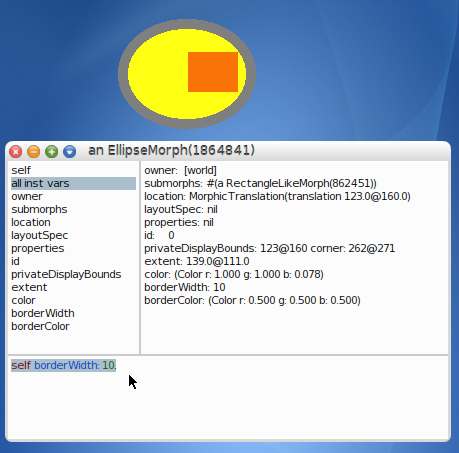 an EllipseMorph(1864841)
self
all inst vars
owner
submorphs
location
layoutSpec
properties
id
privateDisplayBounds
extent
color
borderWidth
borderColor
owner: [world]
submorphs: #(a RectangleLikeMorph(862451))
location: MorphicTranslation(translation 123.0@160.0)
layoutSpec: nil
properties: nil
id: 0
privateDisplayBounds: 123@160 corner: 262@271
extent: 139.0@111.0
color: (Color r: 1.000 g: 1.000 b: 0.078)
borderWidth: 10
borderColor: (Color r: 0.500 g: 0.500 b: 0.500)
self borderWidth: 10.